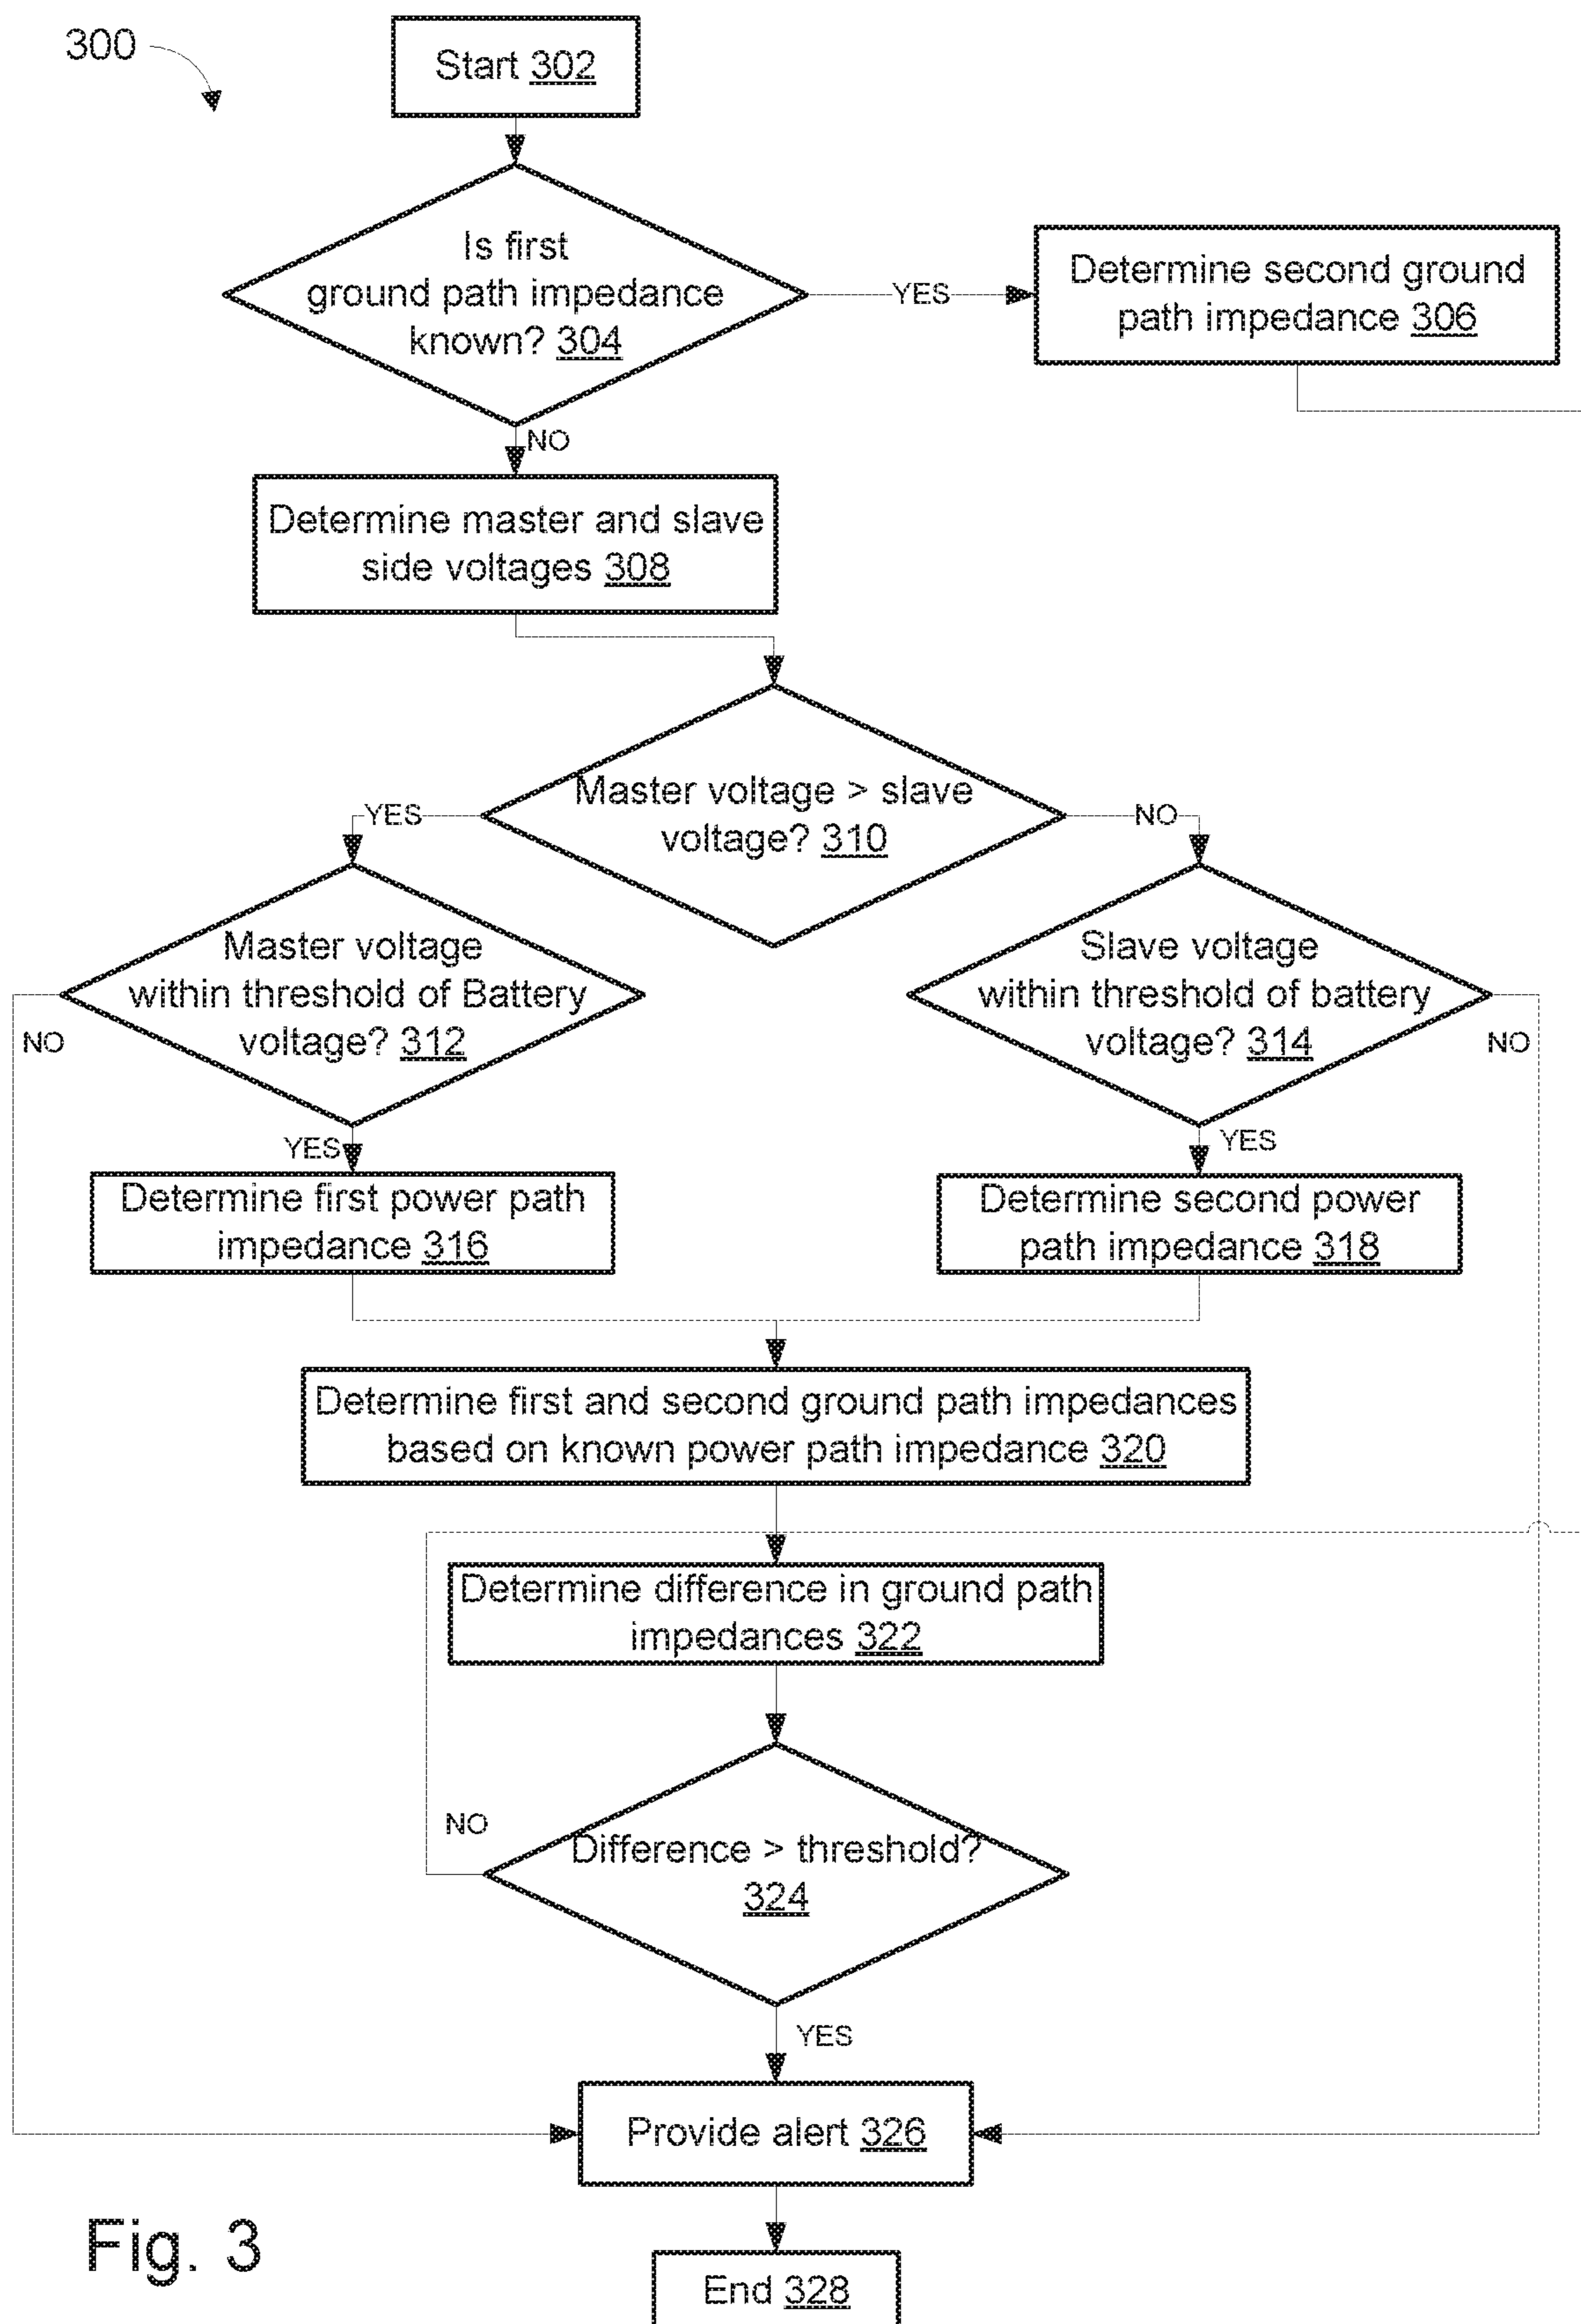 300
Start 302
Is first
ground path impedance
known? 304
YES
Determine second ground
path impedance 306
NO
Determine master and slave
side voltages 308
Master voltage > slave
voltage? 310
YES
NO
Master voltage
within threshold of Battery
voltage? 312
NO
YES
Slave voltage
within threshold of battery
voltage? 314
NO
YES
Determine first power path
impedance 316
Determine second power
path impedance 318
Determine first and second ground path impedances
based on known power path impedance 320
Determine difference in ground path
impedances 322
NO
Difference > threshold?
324
YES
Provide alert 326
Fig. 3
End 328